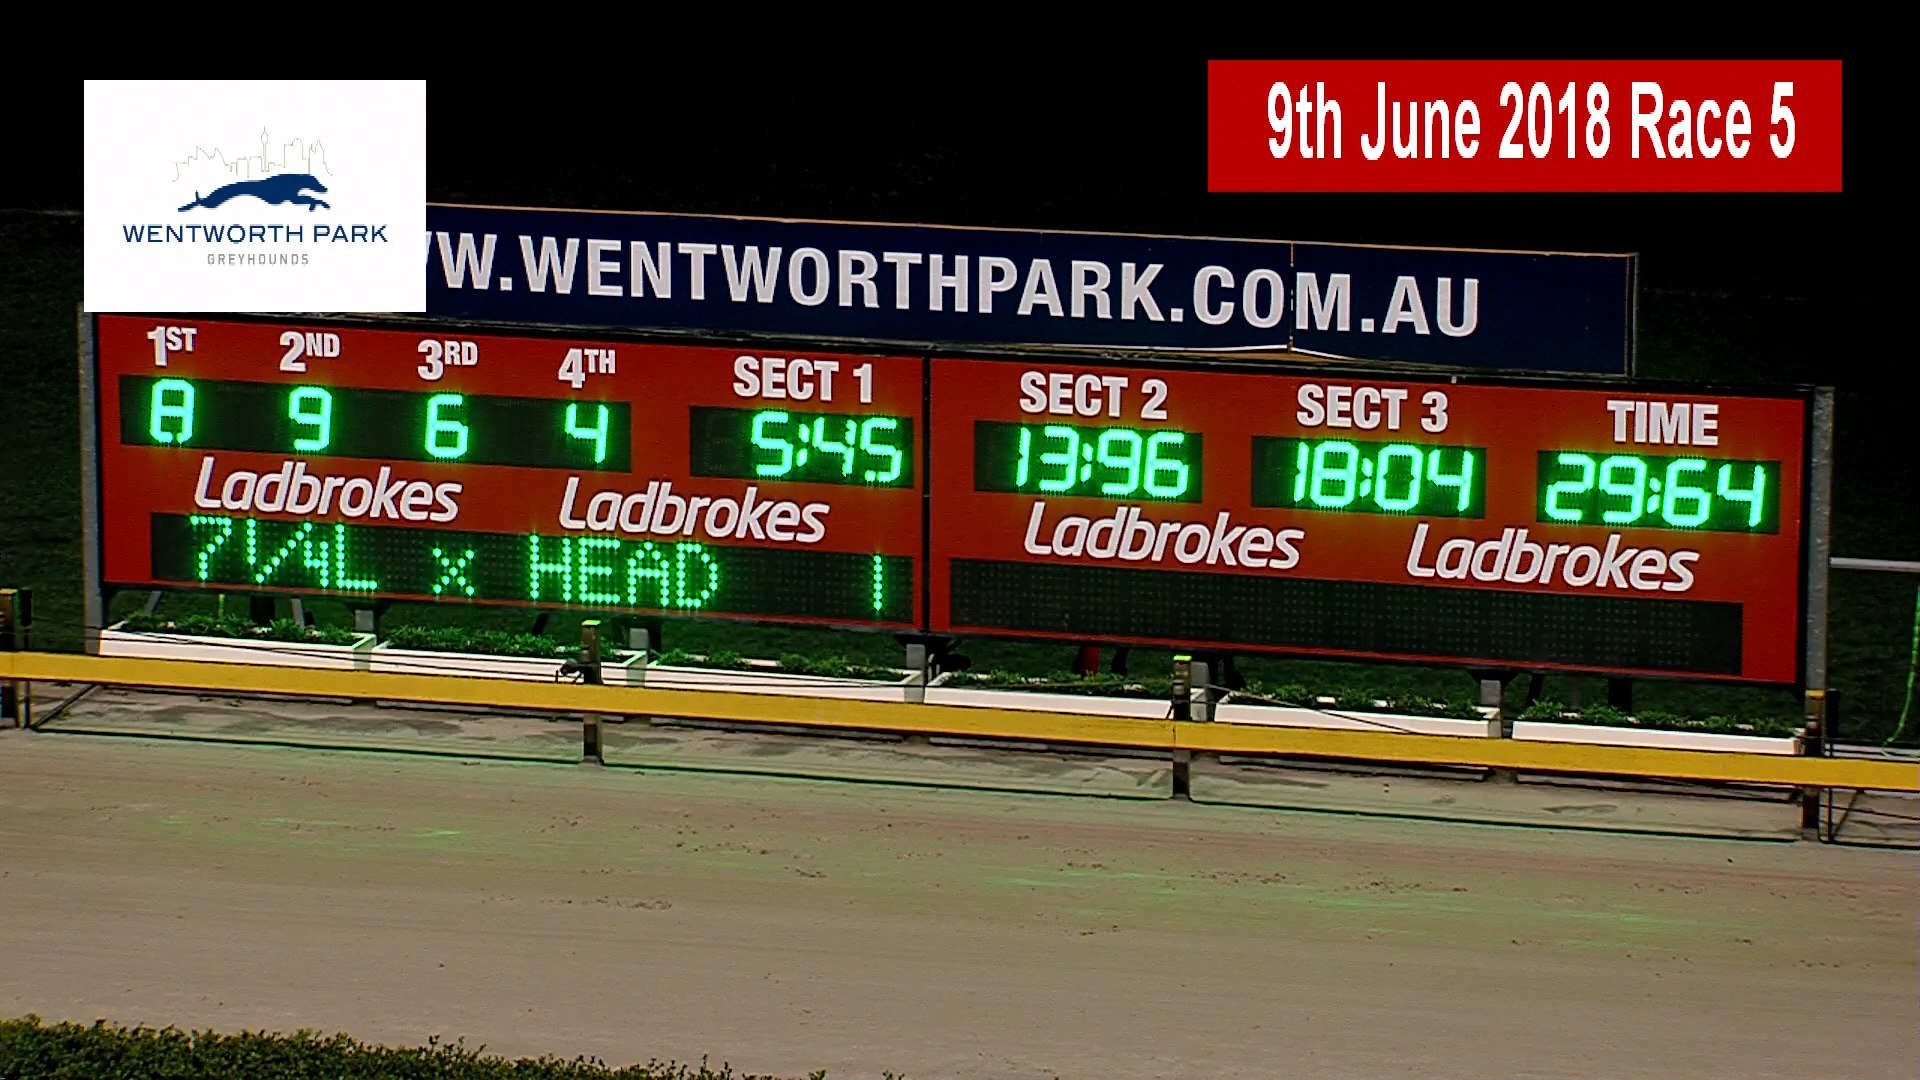 9th June 2018 Race 5
WENTWORTH PARK
GREYHOUNDS
W.WENTWORTHPARK.COM.AU
1ST 2ND 3RD 4TH SECT 1 SECT 2 SECT 3 TIME
8 9 6 4 5:45 13:96 18:04 29:64
Ladbrokes Ladbrokes Ladbrokes Ladbrokes
7 1/4L x HEAD 1